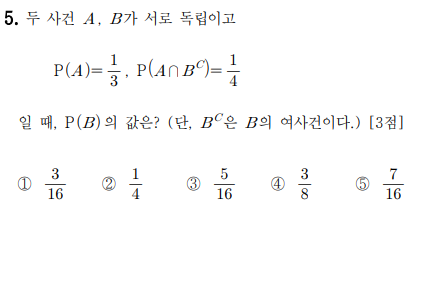 5. 두 사건 A, B가 서로 독립이고
P(A)=1/3, P(A∩B^C)=1/4
일 때, P(B)의 값은? (단, B^C은 B의 여사건이다.) [3점]
① 3/16 ② 1/4 ③ 5/16 ④ 3/8 ⑤ 7/16